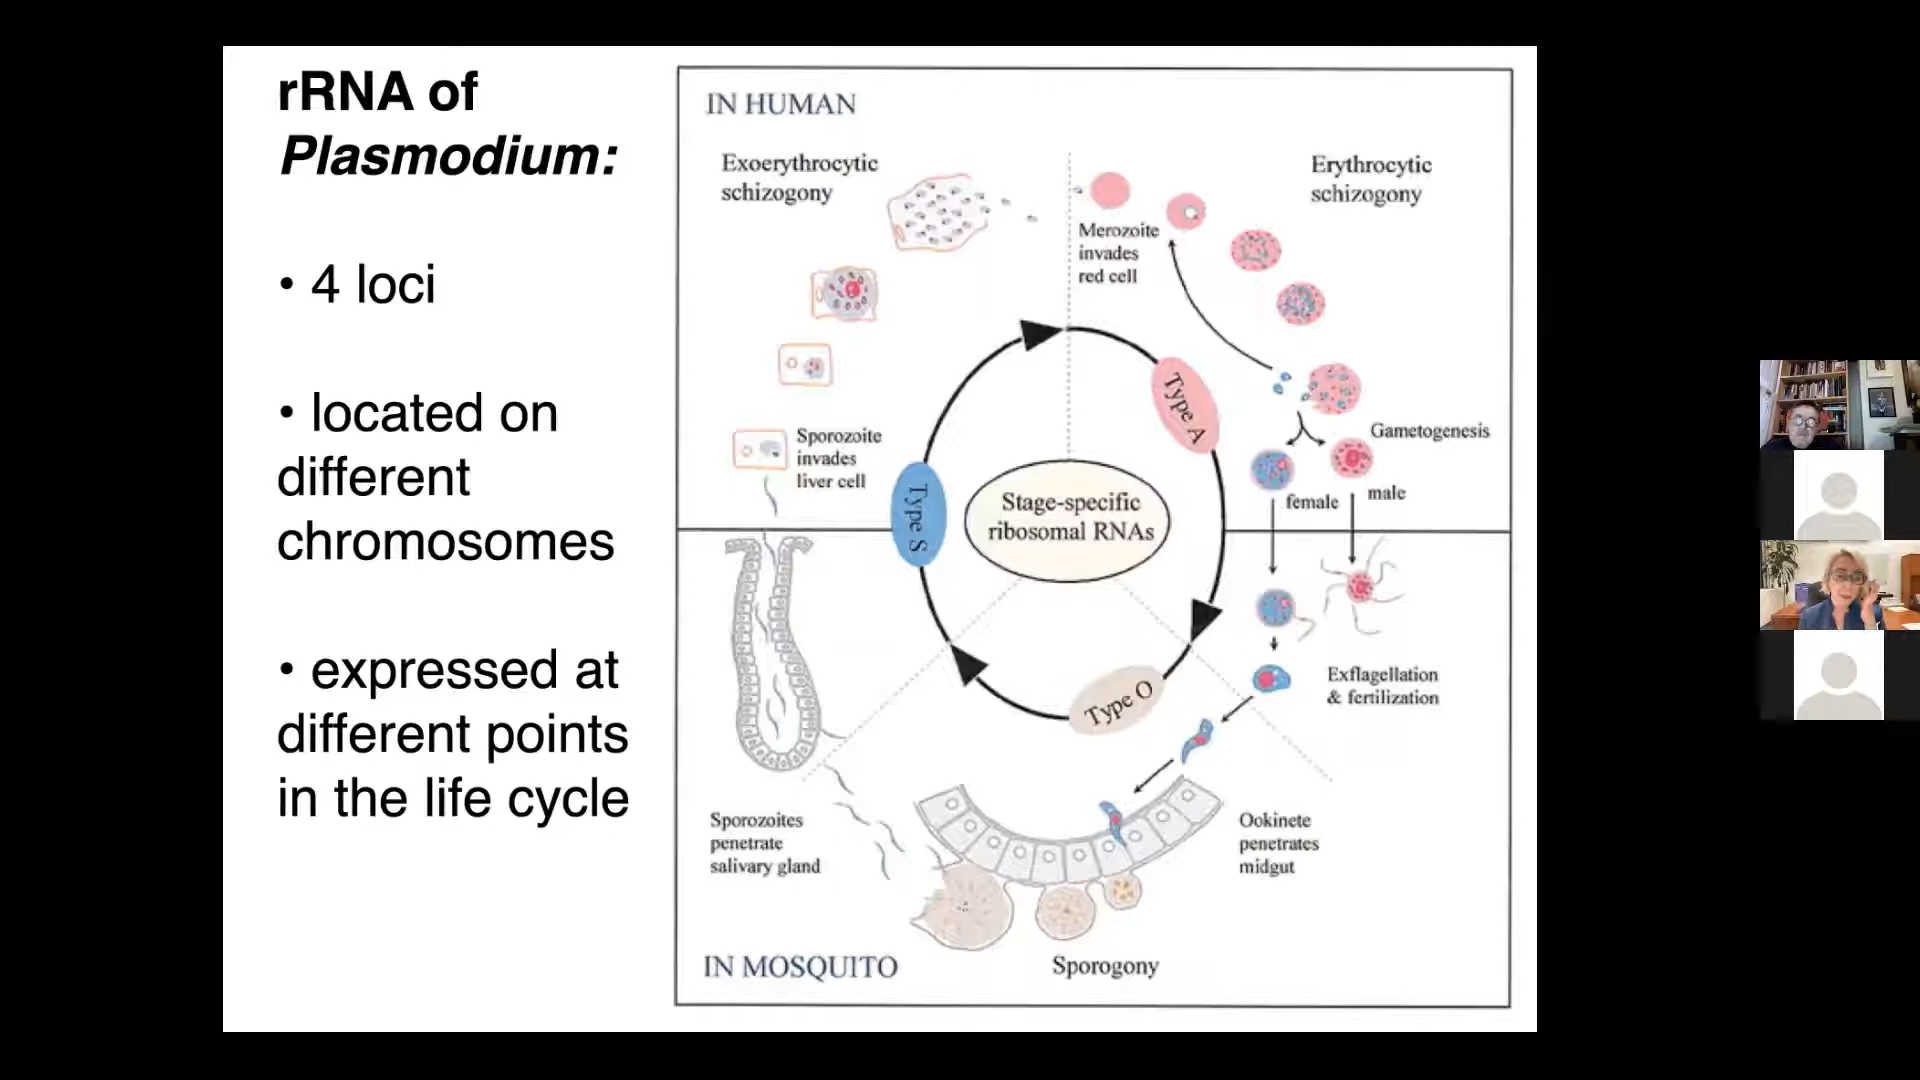 rRNA of
Plasmodium:
• 4 loci
• located on
different
chromosomes
• expressed at
different points
in the life cycle
IN HUMAN
Exoerythrocytic
schizogony
Erythrocytic
schizogony
Merozoite
invades
red cell
Type A
Gametogenesis
Sporozoite
invades
liver cell
Type S
Stage-specific
ribosomal RNAs
female
male
Type O
Exflagellation
& fertilization
Sporozoites
penetrate
salivary gland
Ookinete
penetrates
midgut
IN MOSQUITO
Sporogony